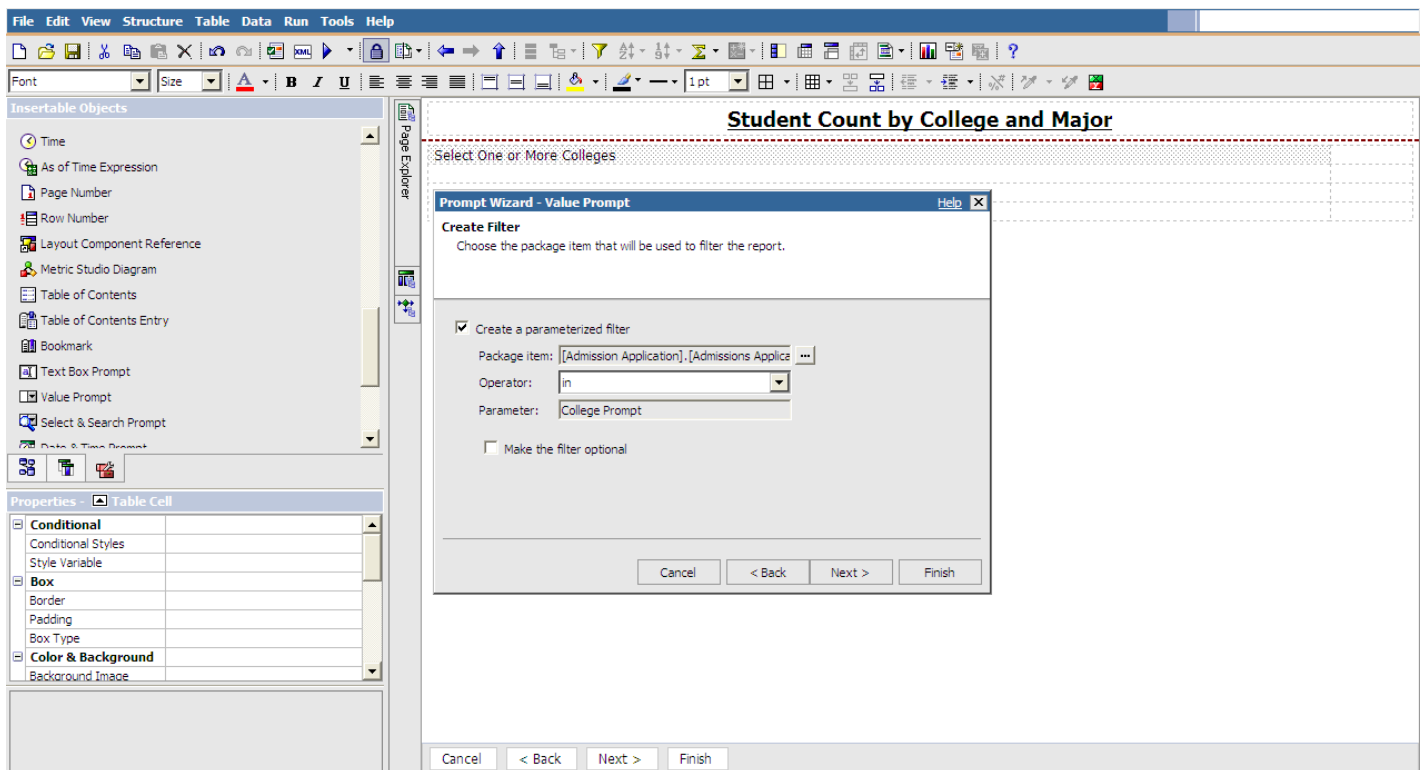 File Edit View Structure Table Data Run Tools Help
Font Size A B I U 1 pt
Insertable Objects
Time
As of Time Expression
Page Number
Row Number
Layout Component Reference
Metric Studio Diagram
Table of Contents
Table of Contents Entry
Bookmark
Text Box Prompt
Value Prompt
Select & Search Prompt
Date & Time Prompt
Properties - Table Cell
Conditional
Conditional Styles
Style Variable
Box
Border
Padding
Box Type
Color & Background
Background Image
Page Explorer
Student Count by College and Major
Select One or More Colleges
Prompt Wizard - Value Prompt Help X
Create Filter
Choose the package item that will be used to filter the report.
Create a parameterized filter
Package item: [Admission Application].[Admissions Applica ...
Operator: in
Parameter: College Prompt
Make the filter optional
Cancel < Back Next > Finish
Cancel < Back Next > Finish